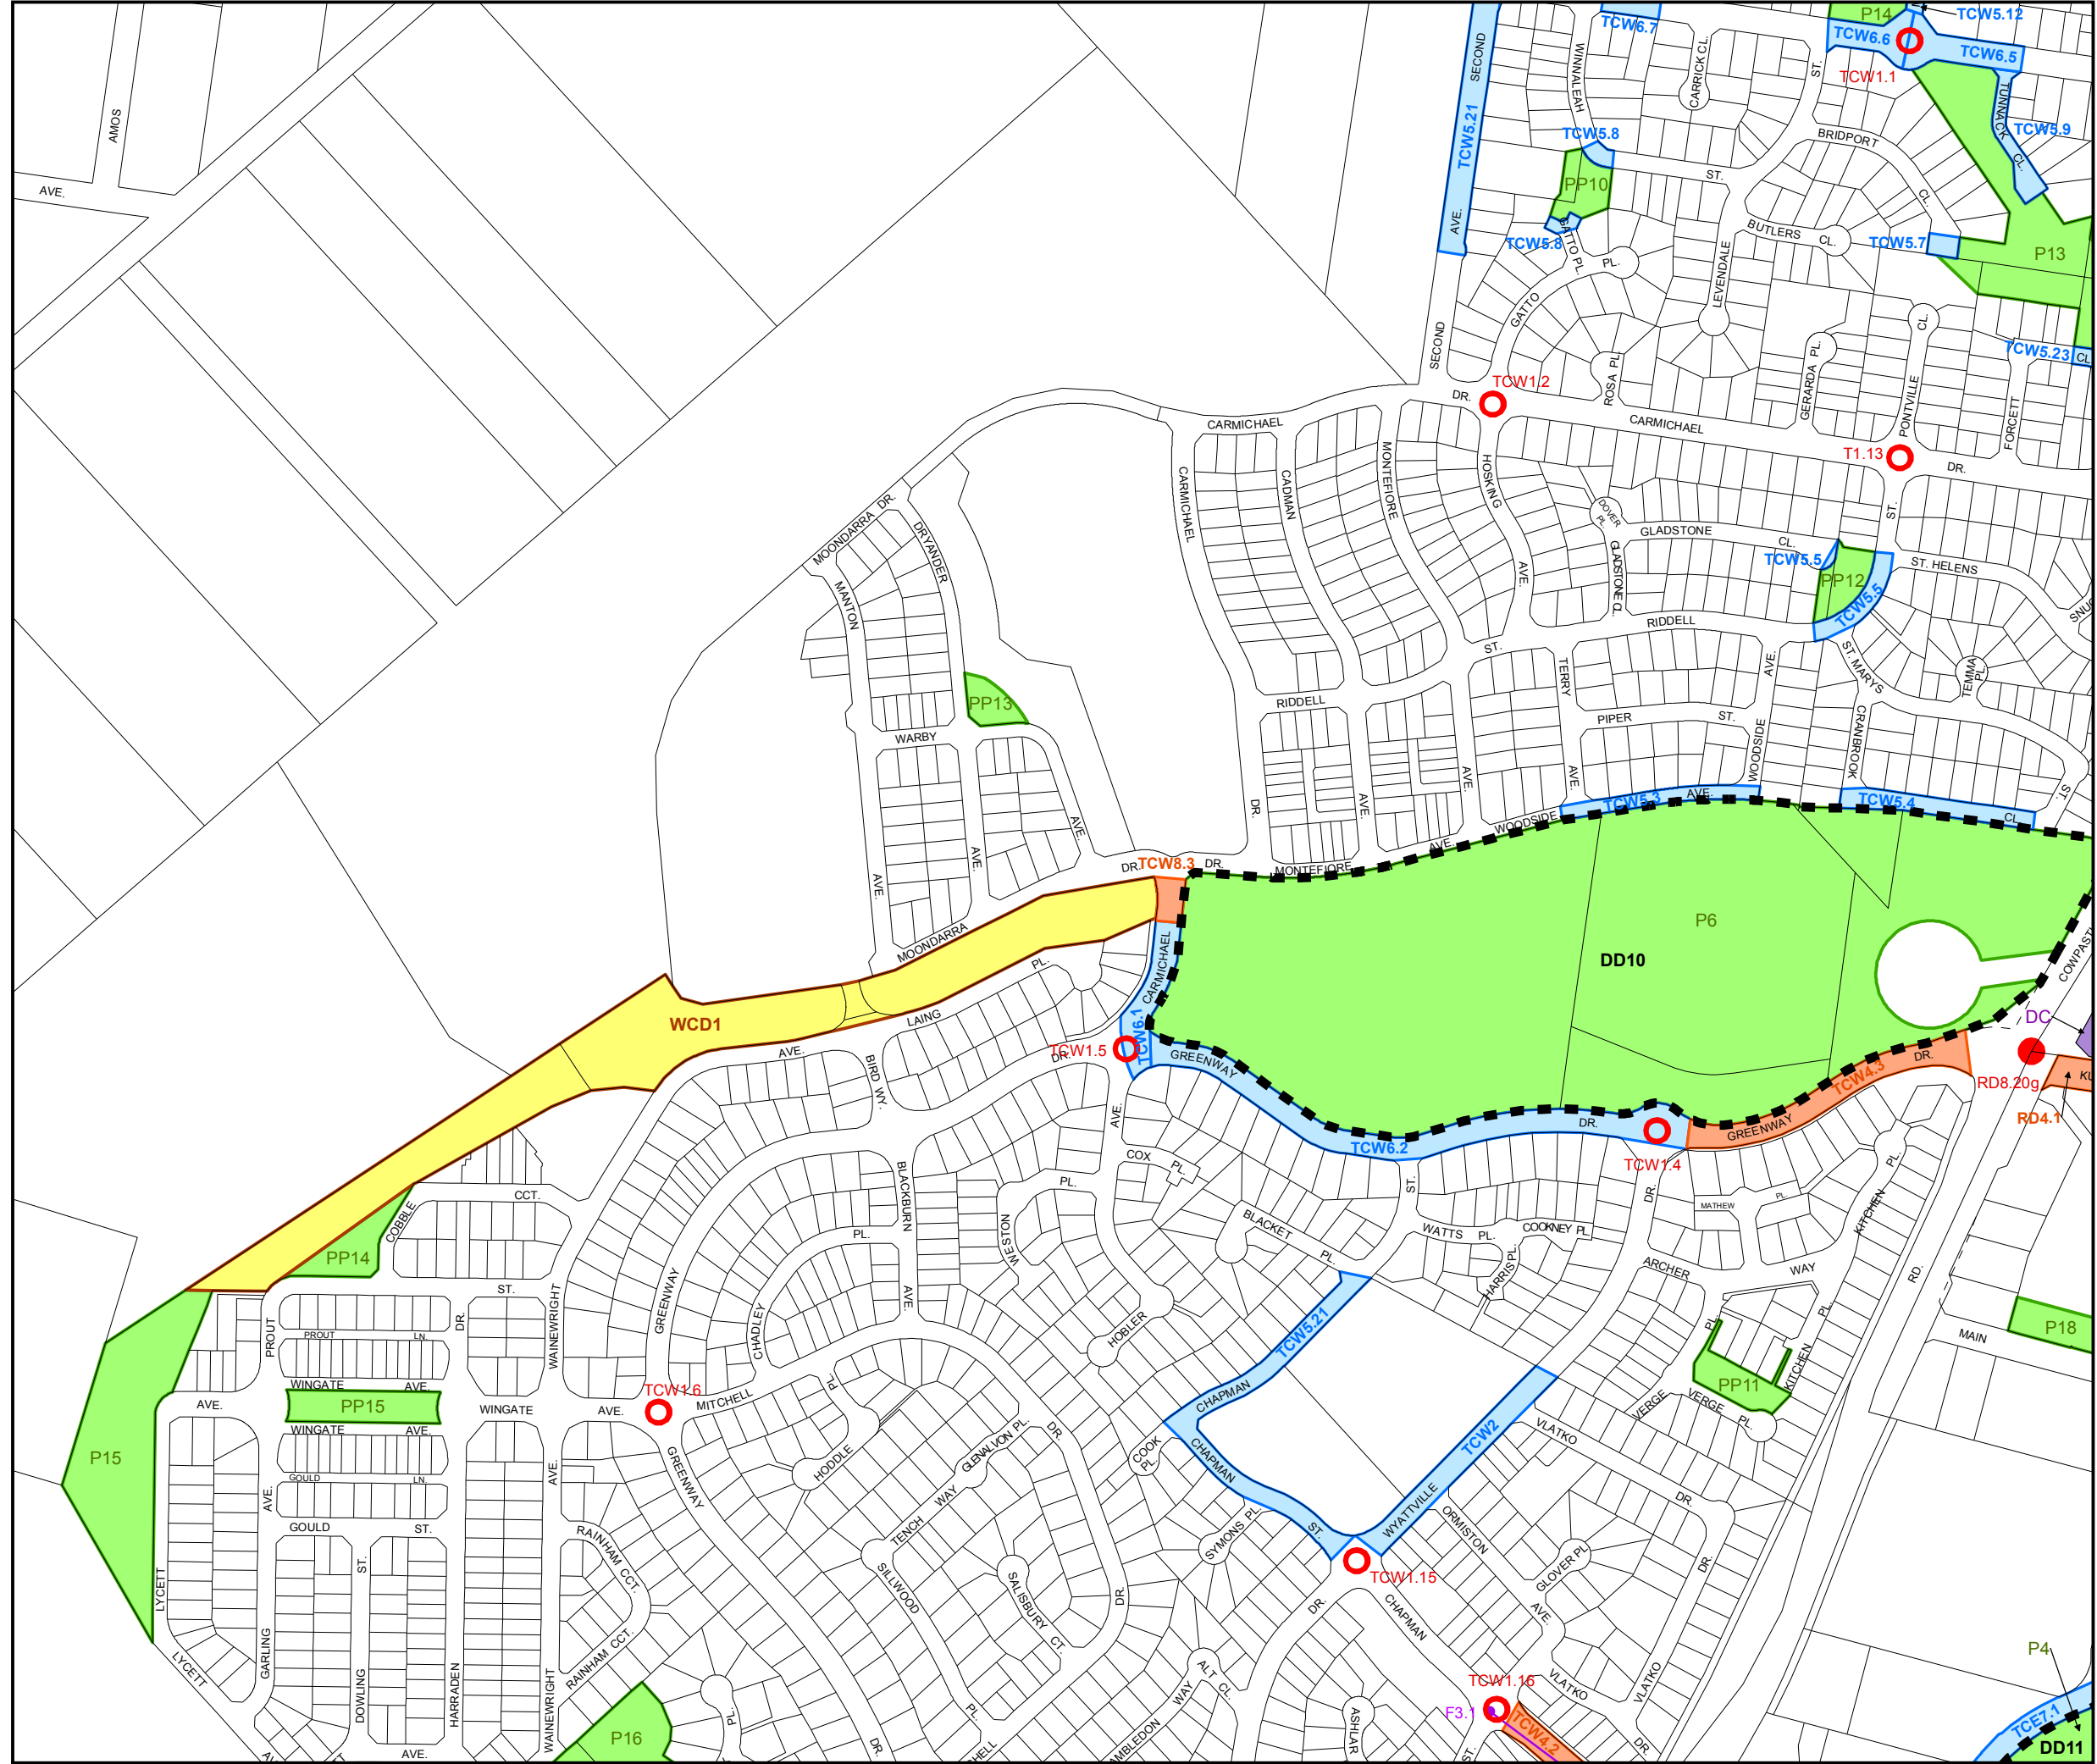 P14
TCW5.12
TCW6.7
TCW6.6
TCW6.5
TCW1.1
SECOND
TCW5.21
AVE.
WINNALEAH
CARRICK CL.
ST.
TUNNACK
CL.
TCW5.9
AMOS
AVE.
TCW5.8
PP10
ST.
BRIDPORT
CL.
TCW5.8
GATTO PL.
PL.
GATTO
LEVENDALE
BUTLERS CL.
TCW5.7
P13
SECOND
CL.
TCW5.23
CL
TCW1.2
DR.
ROSA PL.
GERARDA PL.
PONTVILLE
FORCETT
CARMICHAEL
CARMICHAEL
T1.13
DR.
CARMICHAEL
CADMAN
MONTEFIORE
HOSKING
AVE.
DOVER
PL.
GLADSTONE
CL.
GLADSTONE CL.
ST.
MOONDARRA DR.
DRYANDER
MANTON
TCW5.5
PP12
TCW5.5
ST. HELENS
RIDDELL
ST.
ST. MARYS
TEMMA
PL.
PP13
RIDDELL
TERRY
AVE.
PIPER
ST.
WOODSIDE
AVE.
CRANBROOK
ST.
WARBY
AVE.
AVE.
AVE.
DR.
AVE.
AVE.
TCW5.3
AVE.
TCW5.4
CL.
WOODSIDE
AVE.
MONTEFIORE
DR.
TCW8.3
DR.
MOONDARRA
P6
DD10
CARMICHAEL
COWPAST
WCD1
LAING
PL.
TCW6.1
TCW1.5
DR.
GREENWAY
DC
AVE.
BIRD WY.
DR.
TCW4.3
GREENWAY
RD8.20g
RD4.1
TCW6.2
DR.
TCW1.4
AVE.
COX
PL.
PL.
BLACKBURN
AVE.
WESTON
CCT.
COBBLE
PP14
PL.
ST.
BLACKET
PL.
WATTS PL.
COOKNEY PL.
HARRIS PL.
DR.
MATHEW
PL.
KITCHEN
PL.
ARCHER
WAY
RD.
P18
MAIN
ST.
PROUT
PROUT
LN.
DR.
WAINEWRIGHT
GREENWAY
CHADLEY
HOBLER
TCW5.21
PL.
KITCHEN
PL.
PP11
WINGATE
AVE.
PP15
WINGATE
AVE.
AVE.
WINGATE
AVE.
TCW1.6
MITCHELL
PL.
CHAPMAN
VERGE
VERGE
PL.
P15
GOULD
LN.
AVE.
AVE.
GREENWAY
HODDLE
GLENALVON PL.
DR.
COOK
PL.
CHAPMAN
TCW2
WYATTVILLE
VLATKO
DR.
GOULD
ST.
ST.
RAINHAM CCT.
TENCH
WAY
SILLWOOD
SALISBURY
CT.
DR.
SYMONS PL.
ST.
ORMISTON
AVE.
GLOVER PL
DR.
TCW1.15
LYCETT
LYCETT
GARLING
DOWLING
HARRADEN
WAINEWRIGHT
RAINHAM CCT.
DR.
CHAPMAN
VLATKO
VLATKO
DR.
TCW1.16
F3.1
TCW4.2
ST.
ALT
CL.
WAY
AMBLEDON
ASHLAR
PL.
PL.
DR.
P16
AVE.
P4
TCE7.1
DD11